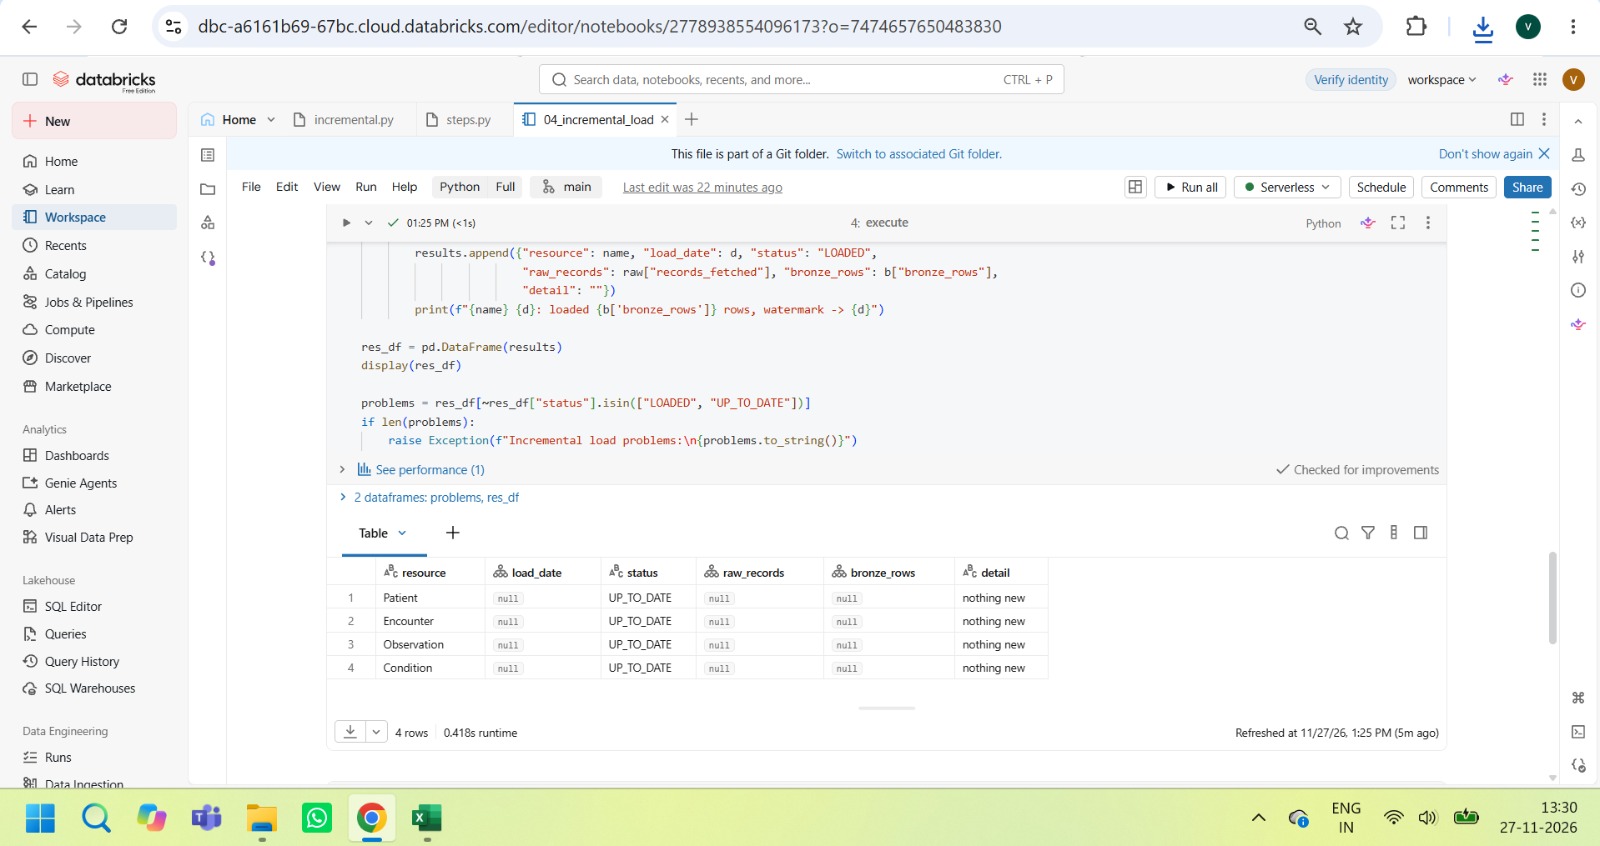 dbc-a6161b69-67bc.cloud.databricks.com/editor/notebooks/2778938554096173?o=7474657650483830
V
databricks
Free Edition
Search data, notebooks, recents, and more...
CTRL + P
Verify identity
workspace
V
New
Home
Learn
Workspace
Recents
Catalog
Jobs & Pipelines
Compute
Discover
Marketplace
Analytics
Dashboards
Genie Agents
Alerts
Visual Data Prep
Lakehouse
SQL Editor
Queries
Query History
SQL Warehouses
Data Engineering
Runs
Data Ingestion
Home
incremental.py
steps.py
04_incremental_load
This file is part of a Git folder. Switch to associated Git folder.
Don't show again
File Edit View Run Help Python Full main Last edit was 22 minutes ago
Run all Serverless Schedule Comments Share
01:25 PM (<1s)
4: execute
Python
results.append({"resource": name, "load_date": d, "status": "LOADED",
"raw_records": raw["records_fetched"], "bronze_rows": b["bronze_rows"],
"detail": ""})
print(f"{name} {d}: loaded {b['bronze_rows']} rows, watermark -> {d}")
res_df = pd.DataFrame(results)
display(res_df)
problems = res_df[~res_df["status"].isin(["LOADED", "UP_TO_DATE"])]
if len(problems):
raise Exception(f"Incremental load problems:\n{problems.to_string()}")
See performance (1)
Checked for improvements
2 dataframes: problems, res_df
Table
resource load_date status raw_records bronze_rows detail
1 Patient null UP_TO_DATE null null nothing new
2 Encounter null UP_TO_DATE null null nothing new
3 Observation null UP_TO_DATE null null nothing new
4 Condition null UP_TO_DATE null null nothing new
4 rows 0.418s runtime
Refreshed at 11/27/26, 1:25 PM (5m ago)
ENG
IN
13:30
27-11-2026